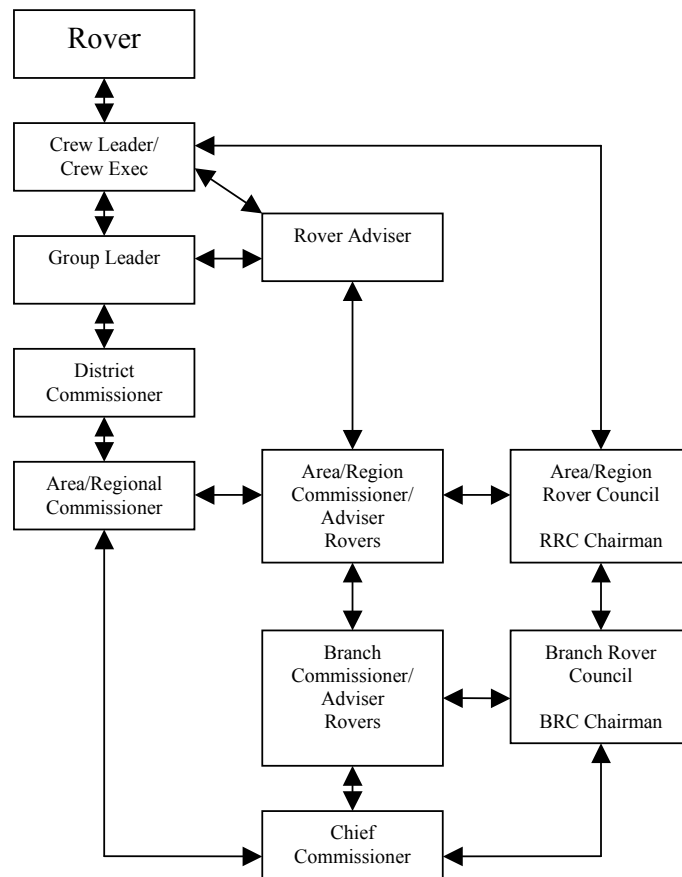 Rover
Crew Leader/
Crew Exec
Rover Adviser
Group Leader
District
Commissioner
Area/Regional
Commissioner
Area/Region
Commissioner/
Adviser
Rovers
Area/Region
Rover Council
RRC Chairman
Branch
Commissioner/
Adviser
Rovers
Branch Rover
Council
BRC Chairman
Chief
Commissioner